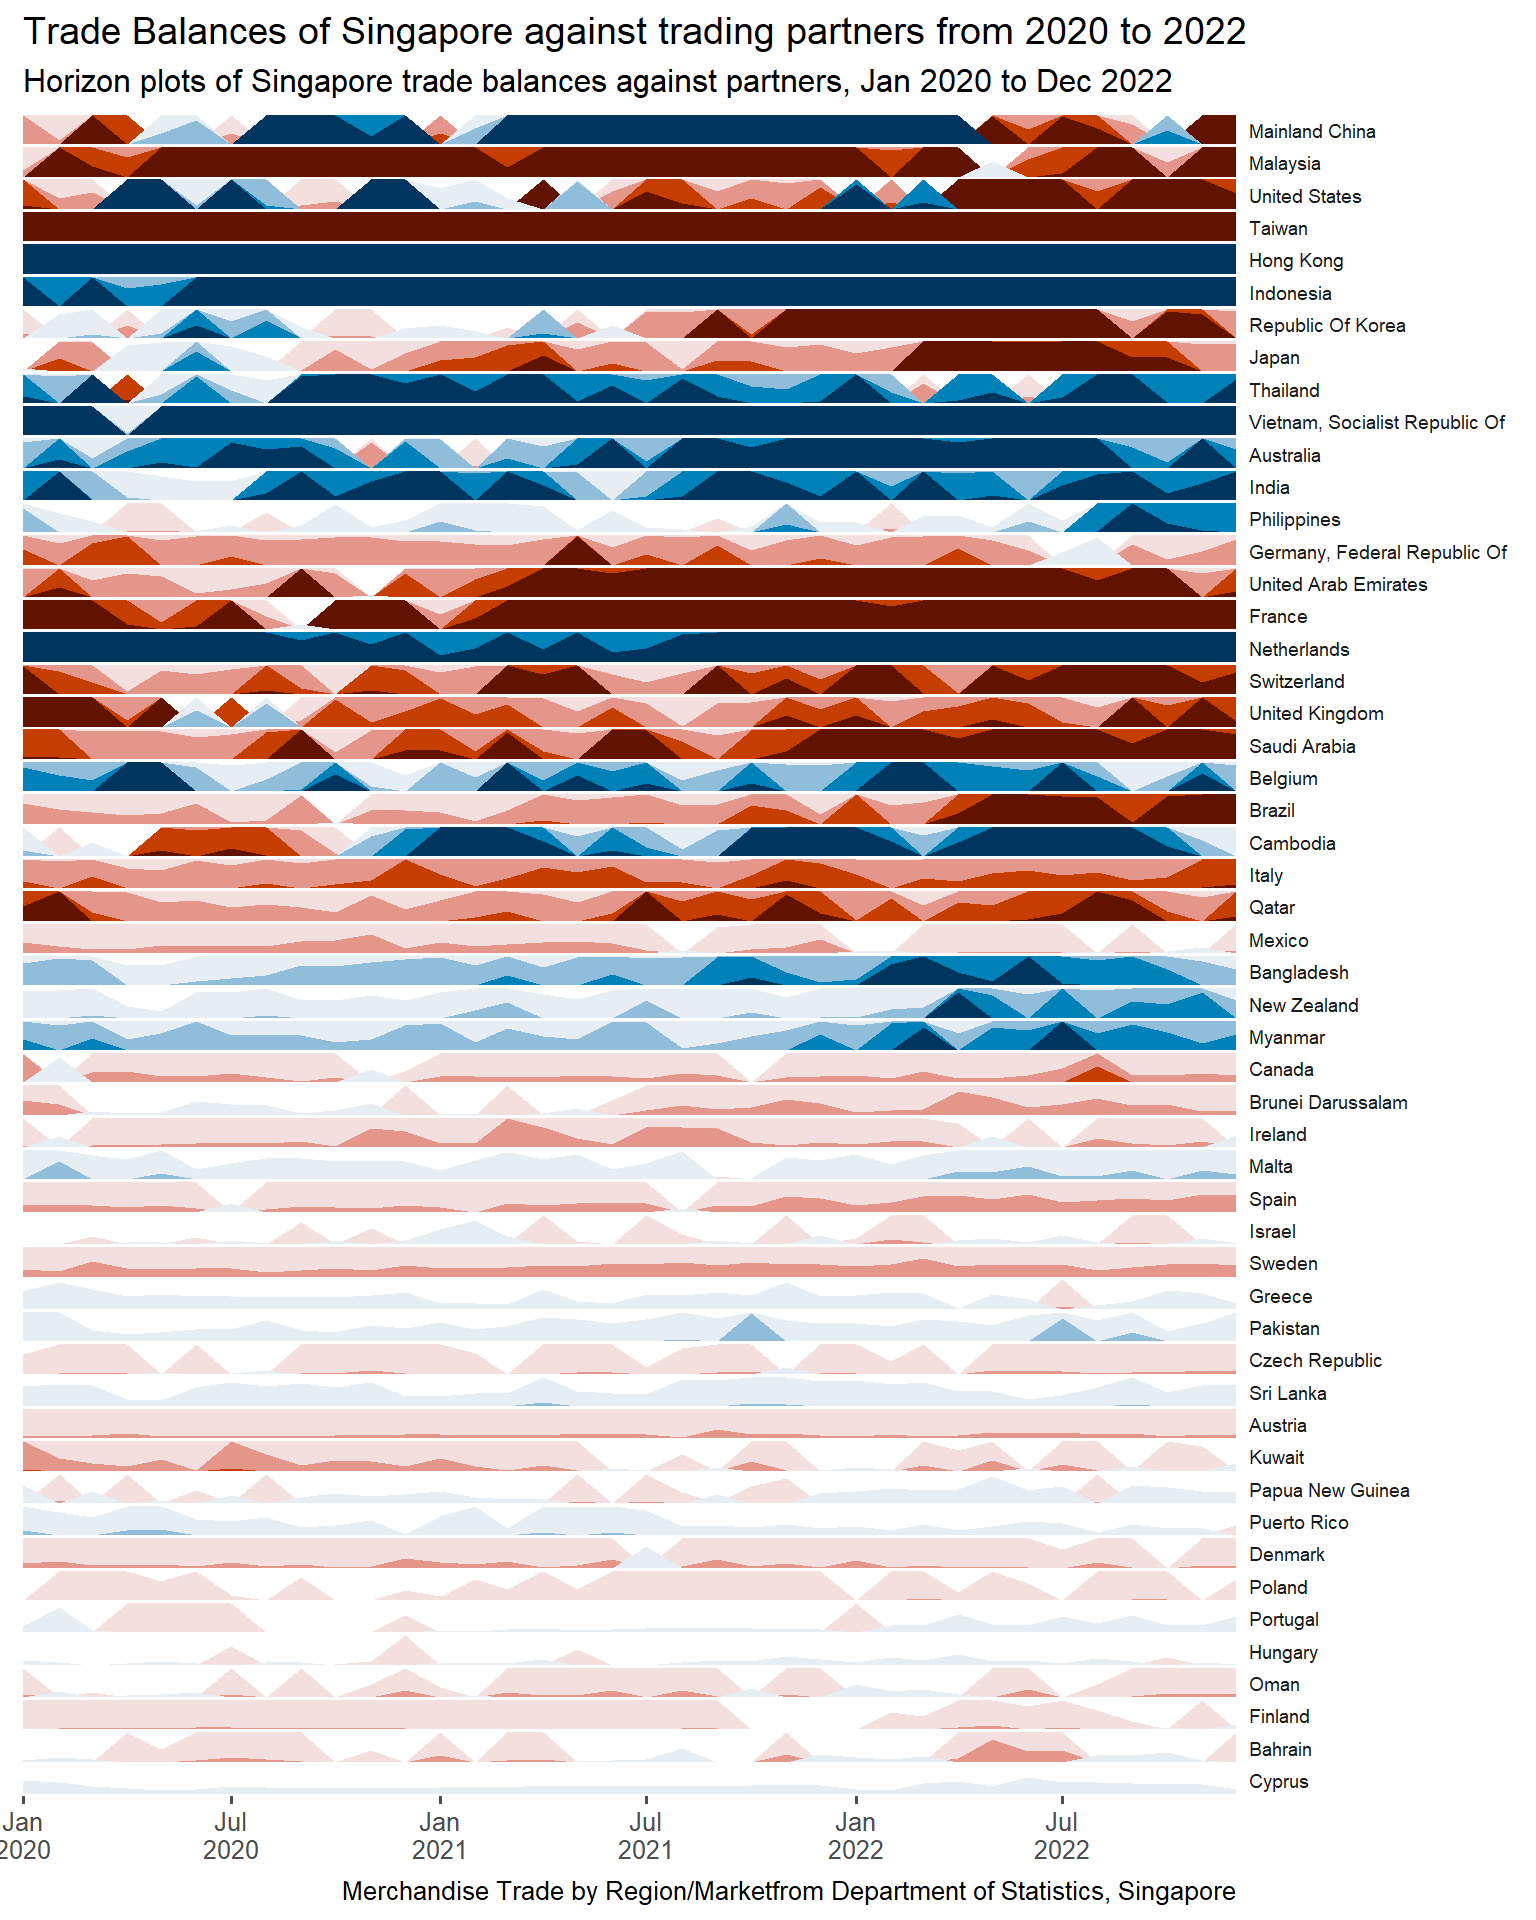 Trade Balances of Singapore against trading partners from 2020 to 2022
Horizon plots of Singapore trade balances against partners, Jan 2020 to Dec 2022
Mainland China
Malaysia
United States
Taiwan
Hong Kong
Indonesia
Republic Of Korea
Japan
Thailand
Vietnam, Socialist Republic Of
Australia
India
Philippines
Germany, Federal Republic Of
United Arab Emirates
France
Netherlands
Switzerland
United Kingdom
Saudi Arabia
Belgium
Brazil
Cambodia
Italy
Qatar
Mexico
Bangladesh
New Zealand
Myanmar
Canada
Brunei Darussalam
Ireland
Malta
Spain
Israel
Sweden
Greece
Pakistan
Czech Republic
Sri Lanka
Austria
Kuwait
Papua New Guinea
Puerto Rico
Denmark
Poland
Portugal
Hungary
Oman
Finland
Bahrain
Cyprus
Jan Jul Jan Jul Jan Jul
2020 2020 2021 2021 2022 2022
Merchandise Trade by Region/Marketfrom Department of Statistics, Singapore